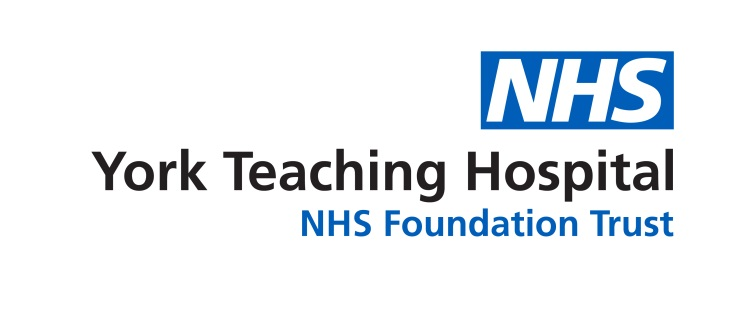 NHS
York Teaching Hospital
NHS Foundation Trust